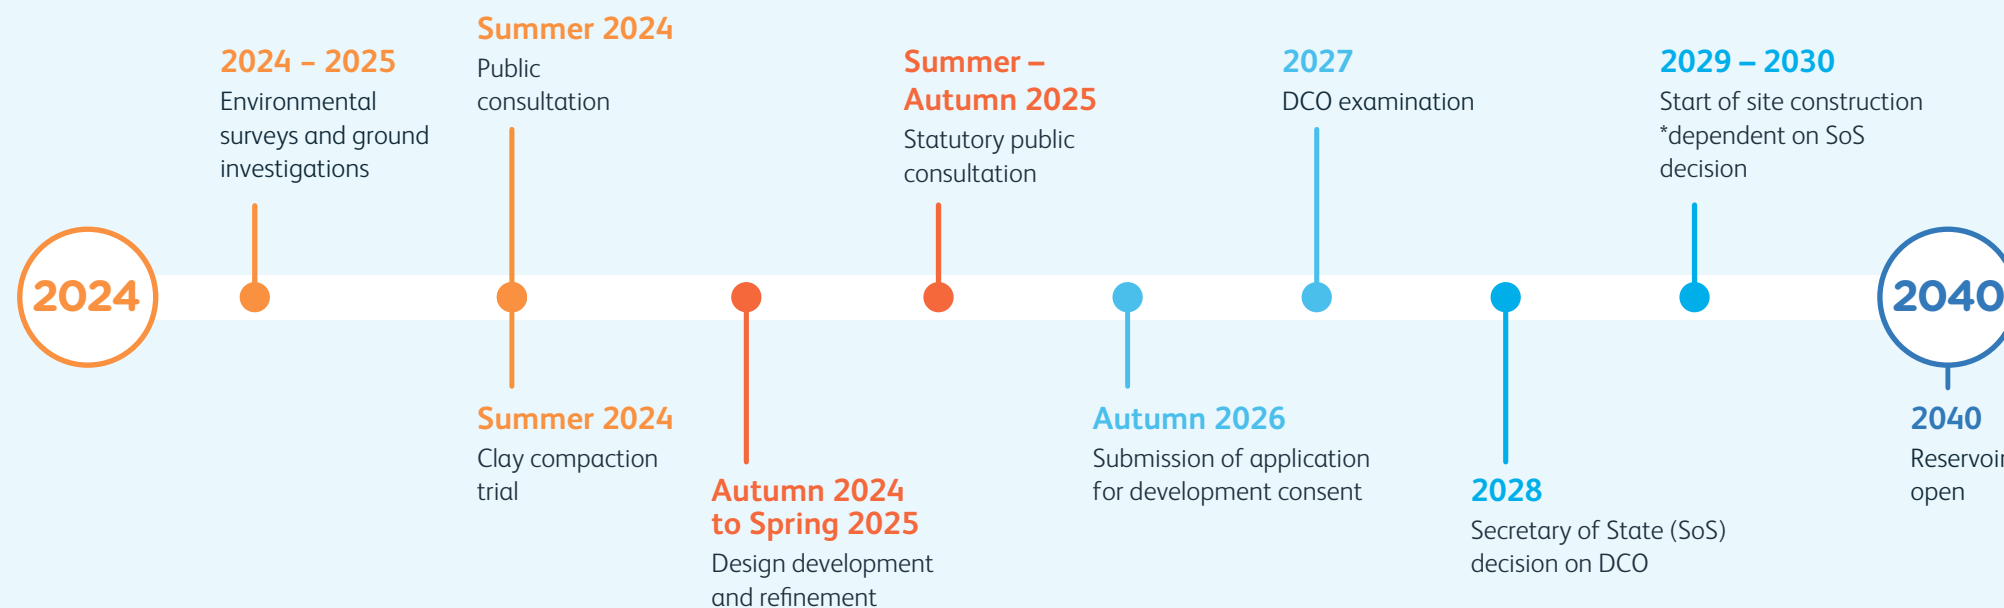 2024
2024 – 2025
Environmental
surveys and ground
investigations
Summer 2024
Public
consultation
Summer 2024
Clay compaction
trial
Autumn 2024
to Spring 2025
Design development
and refinement
Summer –
Autumn 2025
Statutory public
consultation
Autumn 2026
Submission of application
for development consent
2027
DCO examination
2028
Secretary of State (SoS)
decision on DCO
2029 – 2030
Start of site construction
*dependent on SoS
decision
2040
2040
Reservoir
open